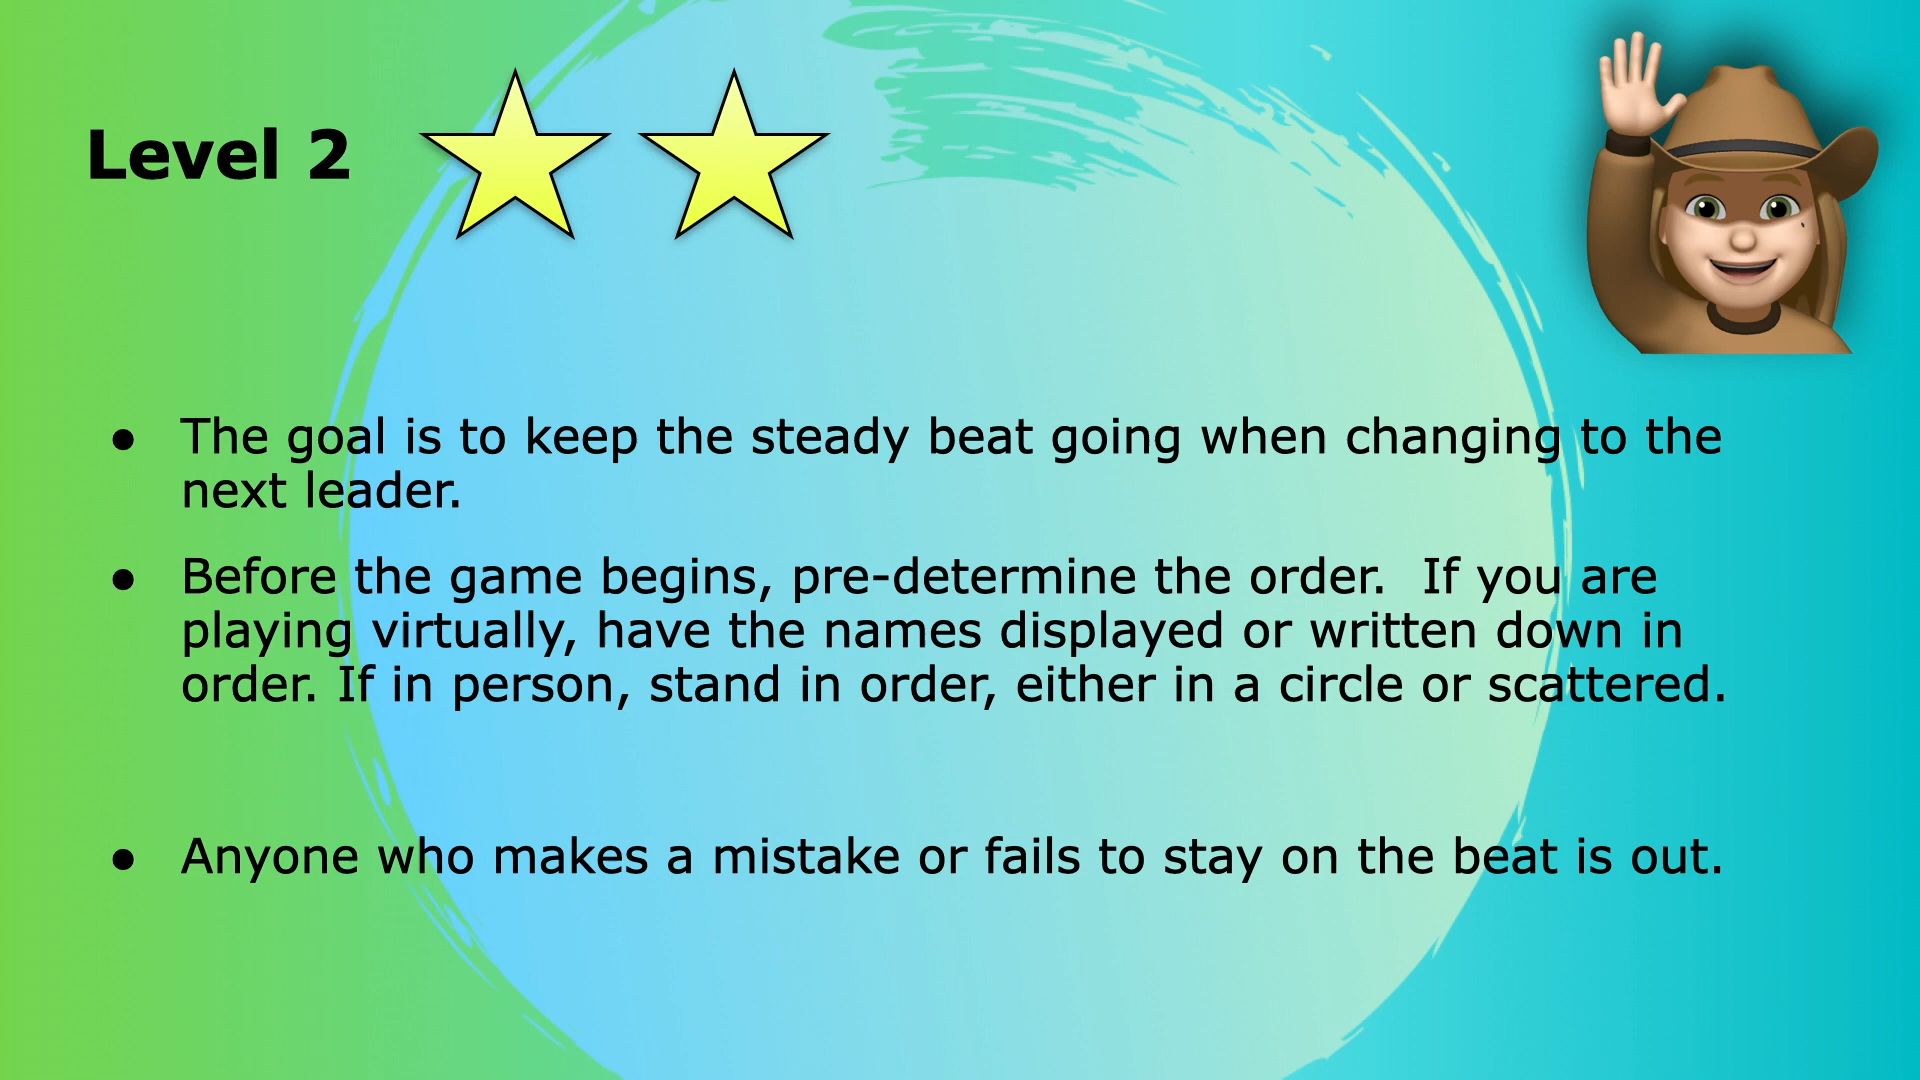 Level 2
● The goal is to keep the steady beat going when changing to the
next leader.
● Before the game begins, pre-determine the order.  If you are
playing virtually, have the names displayed or written down in
order. If in person, stand in order, either in a circle or scattered.
● Anyone who makes a mistake or fails to stay on the beat is out.